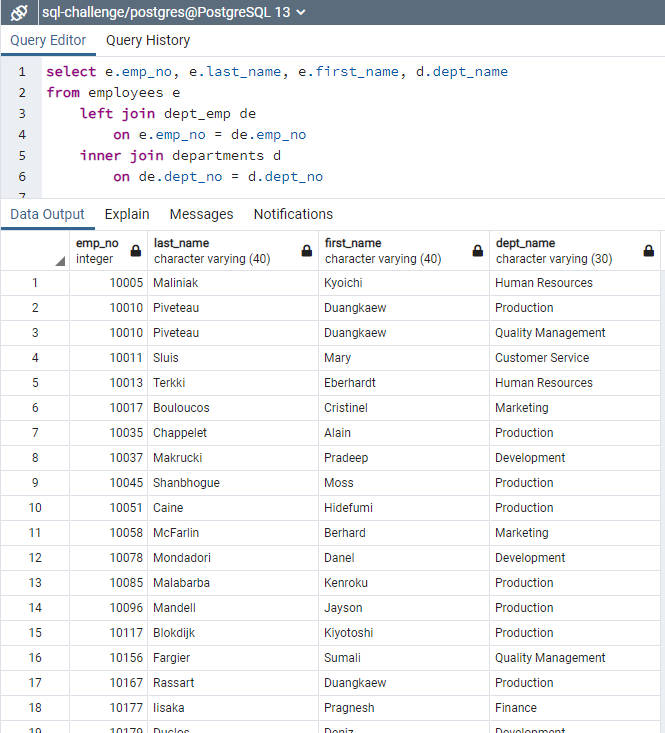 sql-challenge/postgres@PostgreSQL 13
Query Editor Query History
1 select e.emp_no, e.last_name, e.first_name, d.dept_name
2 from employees e
3 left join dept_emp de
4 on e.emp_no = de.emp_no
5 inner join departments d
6 on de.dept_no = d.dept_no
7
Data Output Explain Messages Notifications
emp_no last_name first_name dept_name
integer character varying (40) character varying (40) character varying (30)
1 10005 Maliniak Kyoichi Human Resources
2 10010 Piveteau Duangkaew Production
3 10010 Piveteau Duangkaew Quality Management
4 10011 Sluis Mary Customer Service
5 10013 Terkki Eberhardt Human Resources
6 10017 Bouloucos Cristinel Marketing
7 10035 Chappelet Alain Production
8 10037 Makrucki Pradeep Development
9 10045 Shanbhogue Moss Production
10 10051 Caine Hidefumi Production
11 10058 McFarlin Berhard Marketing
12 10078 Mondadori Danel Development
13 10085 Malabarba Kenroku Production
14 10096 Mandell Jayson Production
15 10117 Blokdijk Kiyotoshi Production
16 10156 Fargier Sumali Quality Management
17 10167 Rassart Duangkaew Production
18 10177 Iisaka Pragnesh Finance
19 10179 Duclos Deniz Development